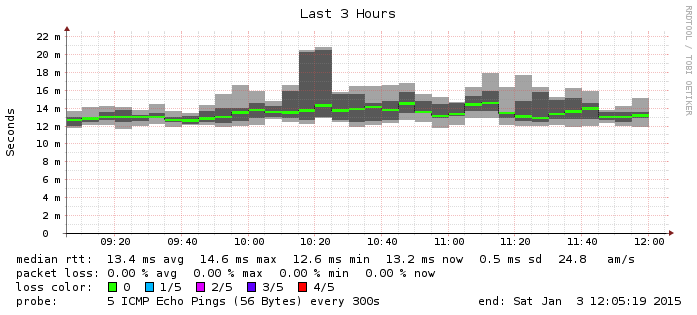 Last 3 Hours
RRDTOOL / TOBI OETIKER
Seconds
22 m
20 m
18 m
16 m
14 m
12 m
10 m
8 m
6 m
4 m
2 m
0
09:20 09:40 10:00 10:20 10:40 11:00 11:20 11:40 12:00
median rtt: 13.4 ms avg 14.6 ms max 12.6 ms min 13.2 ms now 0.5 ms sd 24.8 am/s
packet loss: 0.00 % avg 0.00 % max 0.00 % min 0.00 % now
loss color: 0 1/5 2/5 3/5 4/5
probe: 5 ICMP Echo Pings (56 Bytes) every 300s end: Sat Jan 3 12:05:19 2015